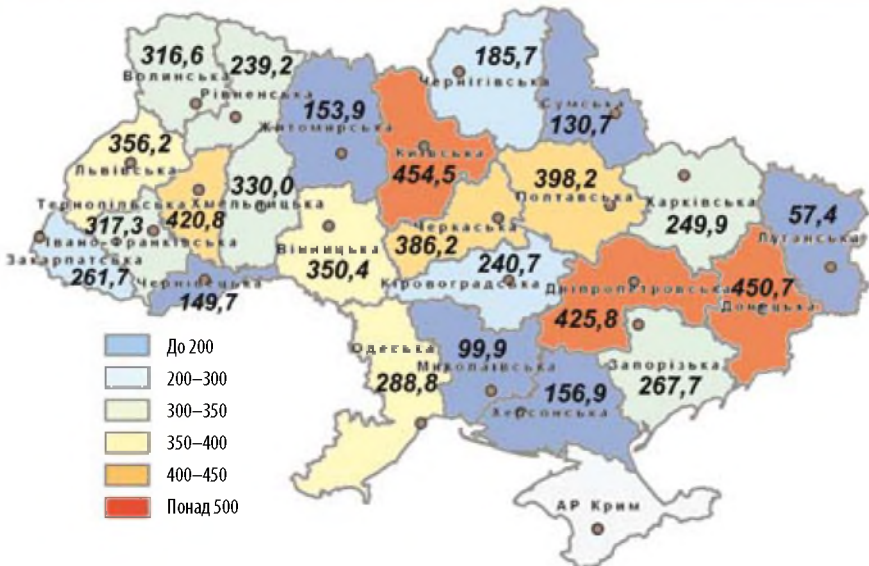 316,6
Волинська
239,2
Рівненська
153,9
Житомирська
185,7
Чернігівська
Сумська
130,7
Київська
454,5
356,2
Львівська
Тернопільська
420,8
330,0
Хмельницька
317,3
Івано-Франківська
Закарпатська
261,7
Чернівецька
149,7
Вінницька
350,4
Черкаська
386,2
398,2
Полтавська
Харківська
249,9
57,4
Луганська
240,7
Кіровоградська
Дніпропетровська
425,8
450,7
Донецька
одеська
288,8
99,9
Миколаївська
156,9
Херсонська
Запорізька
267,7
АР Крим
До 200
200–300
300–350
350–400
400–450
Понад 500